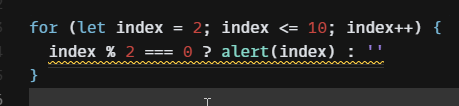 for (let index = 2; index <= 10; index++) {
  index % 2 === 0 ? alert(index) : ''
}